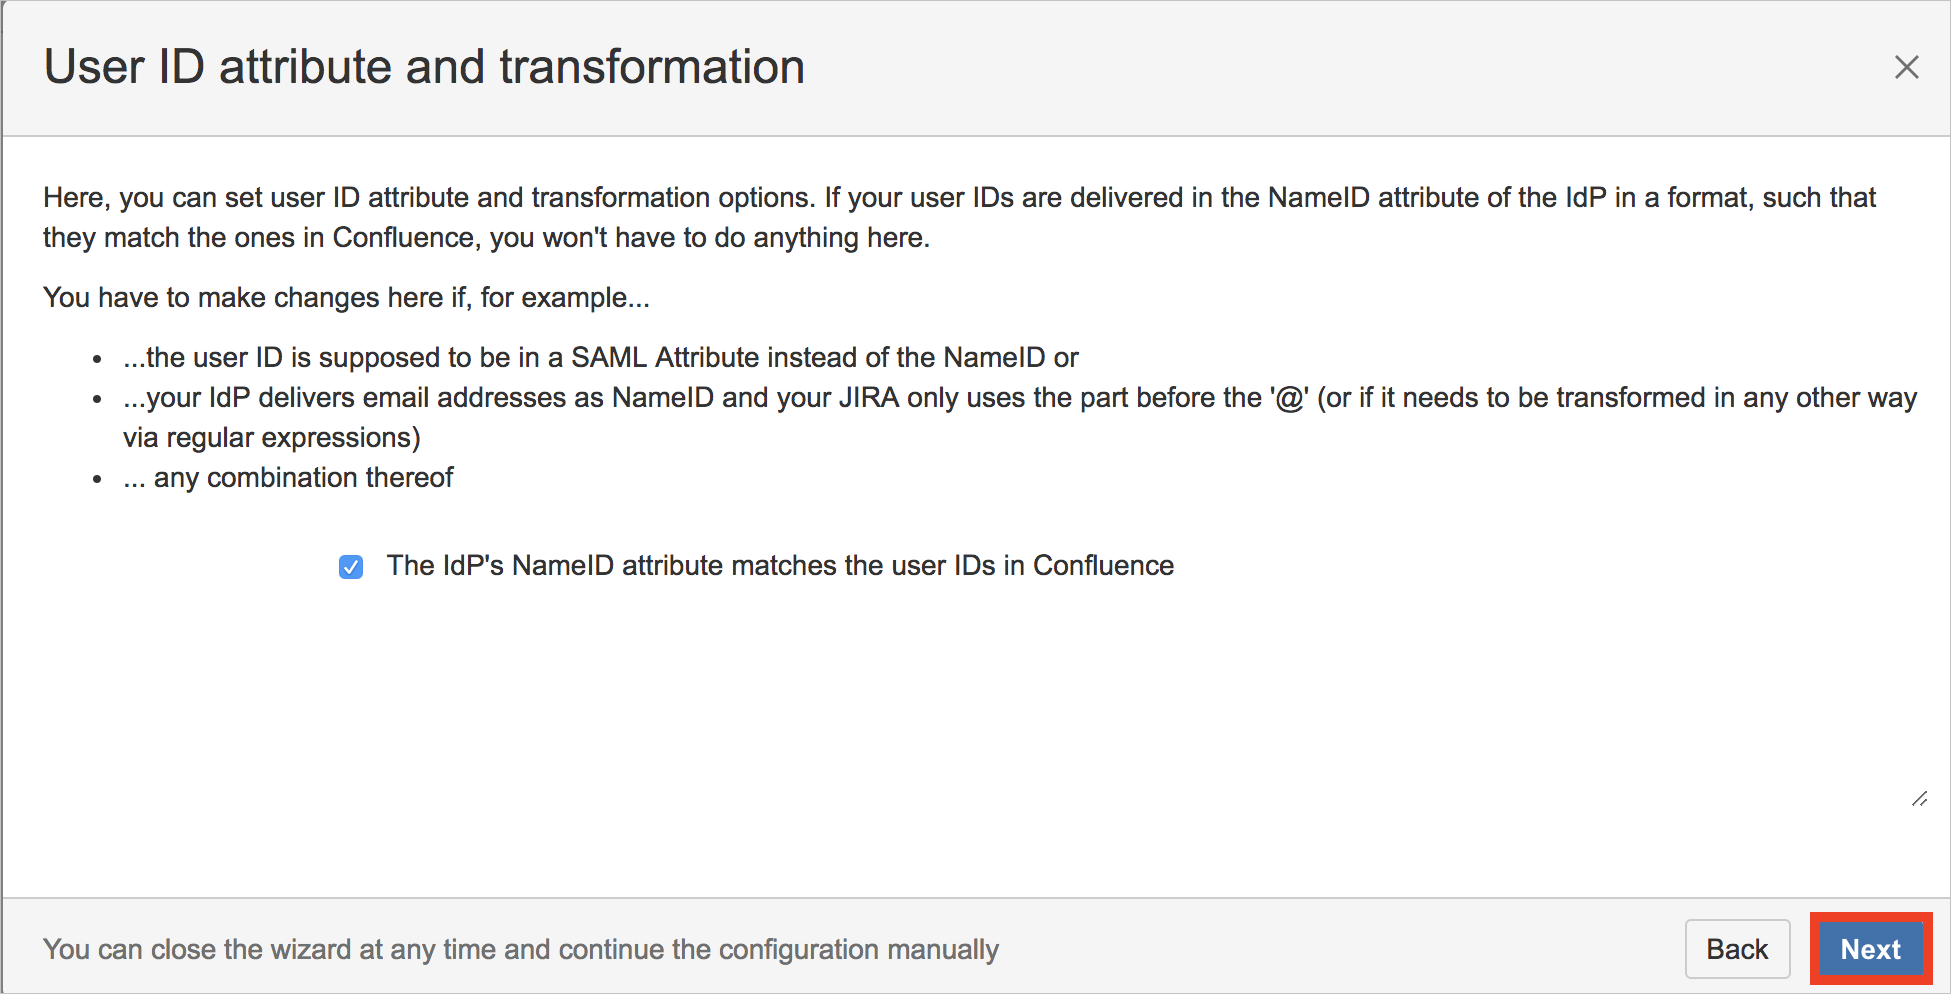 User ID attribute and transformation
Here, you can set user ID attribute and transformation options. If your user IDs are delivered in the NameID attribute of the IdP in a format, such that
they match the ones in Confluence, you won't have to do anything here.
You have to make changes here if, for example...
• ...the user ID is supposed to be in a SAML Attribute instead of the NameID or
• ...your IdP delivers email addresses as NameID and your JIRA only uses the part before the '@' (or if it needs to be transformed in any other way
via regular expressions)
• ... any combination thereof
The IdP's NameID attribute matches the user IDs in Confluence
You can close the wizard at any time and continue the configuration manually
Back
Next